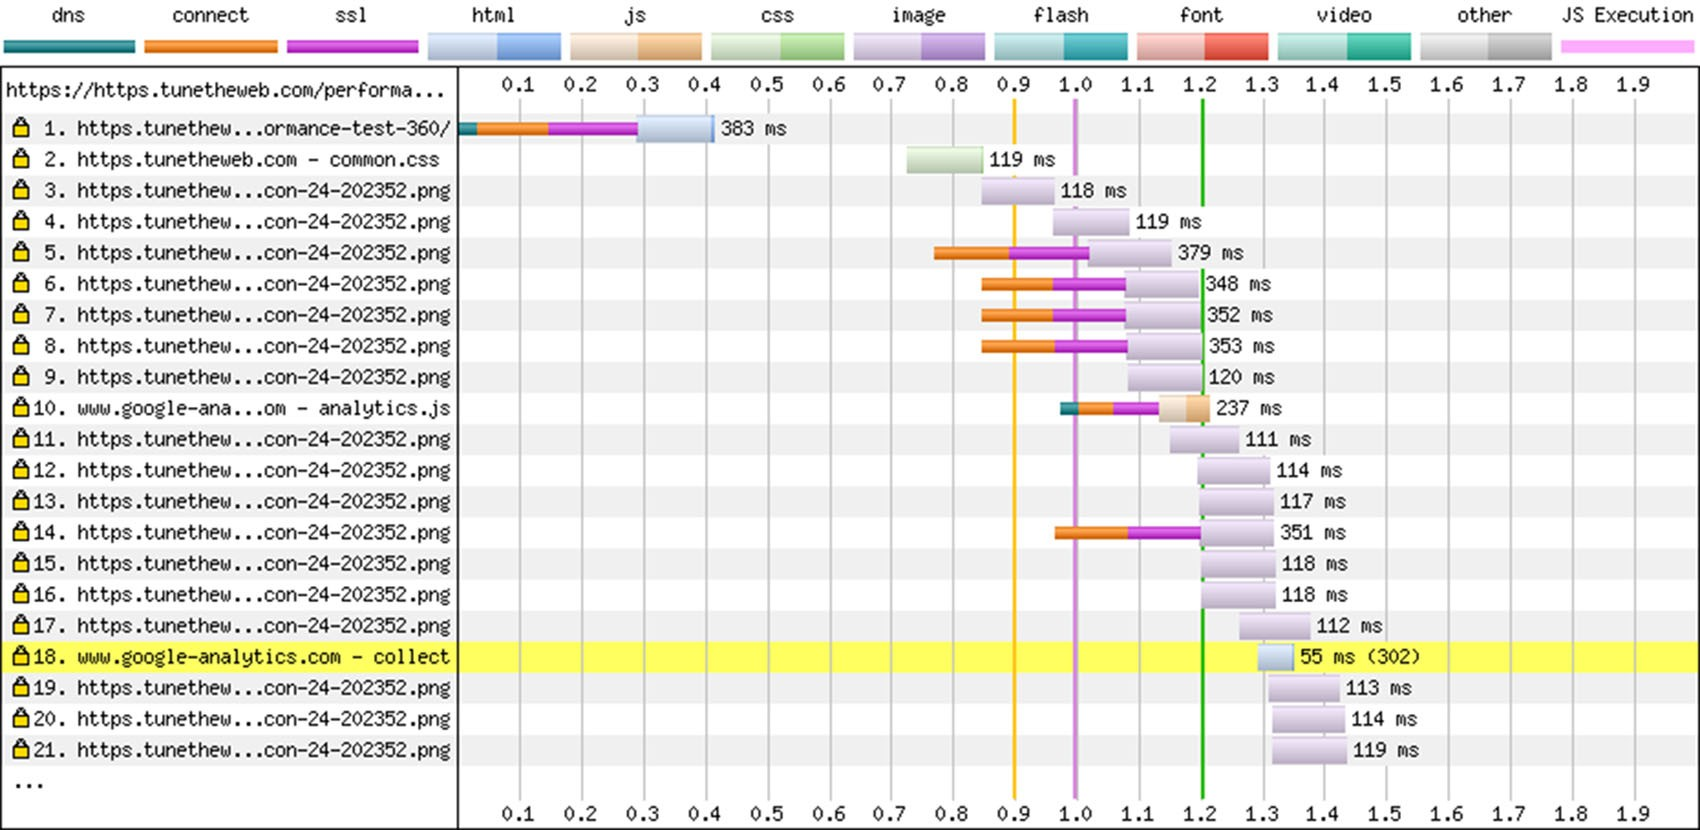 dns connect ssl html js css image flash font video other JS Execution
https://https.tunetheweb.com/performa... 0.1 0.2 0.3 0.4 0.5 0.6 0.7 0.8 0.9 1.0 1.1 1.2 1.3 1.4 1.5 1.6 1.7 1.8 1.9
1. https.tunethew...ormance-test-360/ 383 ms
2. https.tunetheweb.com - common.css 119 ms
3. https.tunethew...con-24-202352.png 118 ms
4. https.tunethew...con-24-202352.png 119 ms
5. https.tunethew...con-24-202352.png 379 ms
6. https.tunethew...con-24-202352.png 348 ms
7. https.tunethew...con-24-202352.png 352 ms
8. https.tunethew...con-24-202352.png 353 ms
9. https.tunethew...con-24-202352.png 120 ms
10. www.google-ana...om - analytics.js 237 ms
11. https.tunethew...con-24-202352.png 111 ms
12. https.tunethew...con-24-202352.png 114 ms
13. https.tunethew...con-24-202352.png 117 ms
14. https.tunethew...con-24-202352.png 351 ms
15. https.tunethew...con-24-202352.png 118 ms
16. https.tunethew...con-24-202352.png 118 ms
17. https.tunethew...con-24-202352.png 112 ms
18. www.google-analytics.com - collect 55 ms (302)
19. https.tunethew...con-24-202352.png 113 ms
20. https.tunethew...con-24-202352.png 114 ms
21. https.tunethew...con-24-202352.png 119 ms
...
0.1 0.2 0.3 0.4 0.5 0.6 0.7 0.8 0.9 1.0 1.1 1.2 1.3 1.4 1.5 1.6 1.7 1.8 1.9